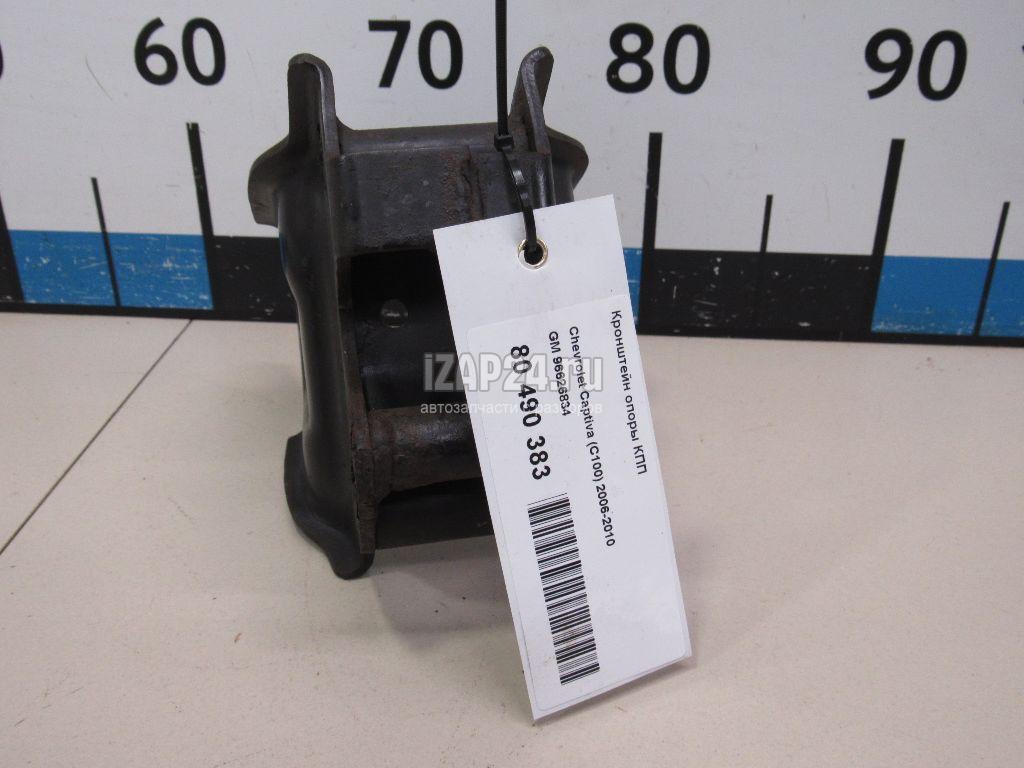 60 70 80 90
Кронштейн опоры КПП
Chevrolet Captiva (C100) 2006-2010
GM 96626834
80 490 383
iZAP24.ru
автозапчасти с разборов